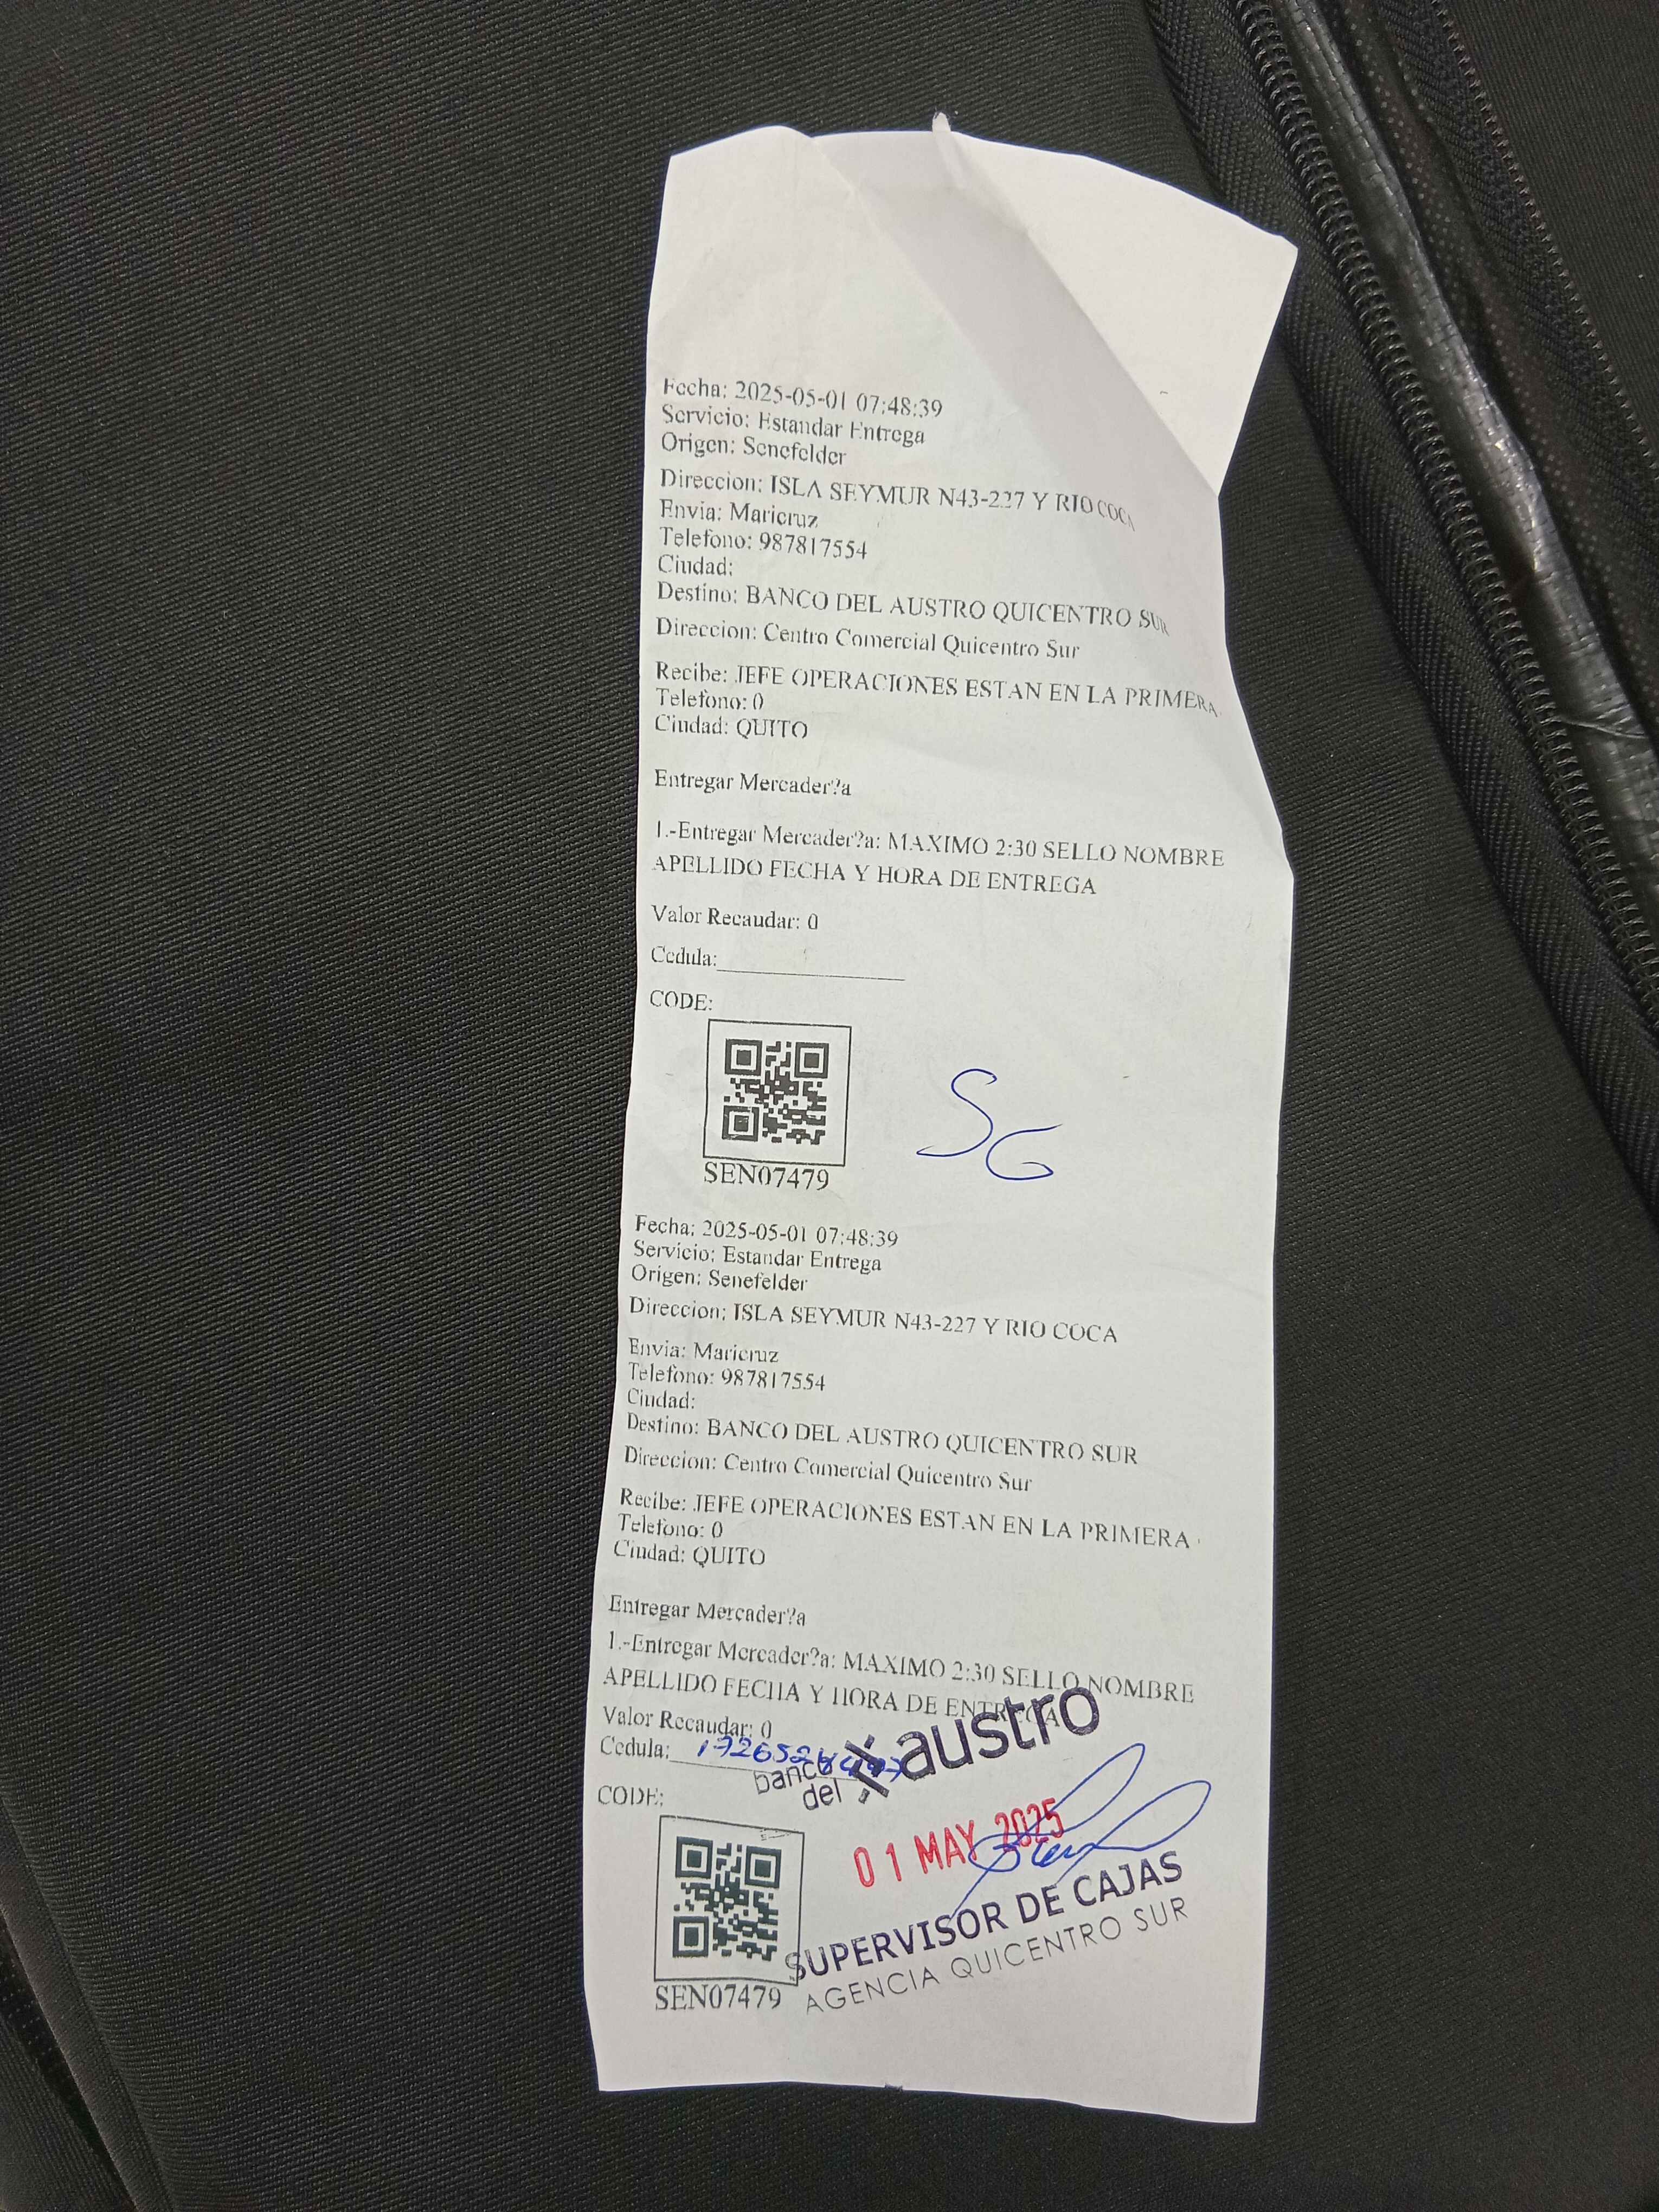 Fecha: 2025-05-01 07:48:39
Servicio: Estandar Entrega
Origen: Senefelder
Direccion: ISLA SEYMUR N43-227 Y RIO COCA
Envia: Maricruz
Telefono: 987817554
Ciudad:
Destino: BANCO DEL AUSTRO QUICENTRO SUR
Direccion: Centro Comercial Quicentro Sur
Recibe: JEFE OPERACIONES ESTAN EN LA PRIMERA
Telefono: 0
Ciudad: QUITO
Entregar Mercader?a
1.-Entregar Mercader?a: MAXIMO 2:30 SELLO NOMBRE
APELLIDO FECHA Y HORA DE ENTREGA
Valor Recaudar: 0
Cedula:
CODE:
SG
SEN07479
Fecha: 2025-05-01 07:48:39
Servicio: Estandar Entrega
Origen: Senefelder
Direccion: ISLA SEYMUR N43-227 Y RIO COCA
Envia: Maricruz
Telefono: 987817554
Ciudad:
Destino: BANCO DEL AUSTRO QUICENTRO SUR
Direccion: Centro Comercial Quicentro Sur
Recibe: JEFE OPERACIONES ESTAN EN LA PRIMERA
Telefono: 0
Ciudad: QUITO
Entregar Mercader?a
1.-Entregar Mercader?a: MAXIMO 2:30 SELLO NOMBRE
APELLIDO FECHA Y HORA DE ENTREGA
Valor Recaudar: 0
Cedula:
banco del austro
CODE:
01 MAY 2025
SUPERVISOR DE CAJAS
AGENCIA QUICENTRO SUR
SEN07479